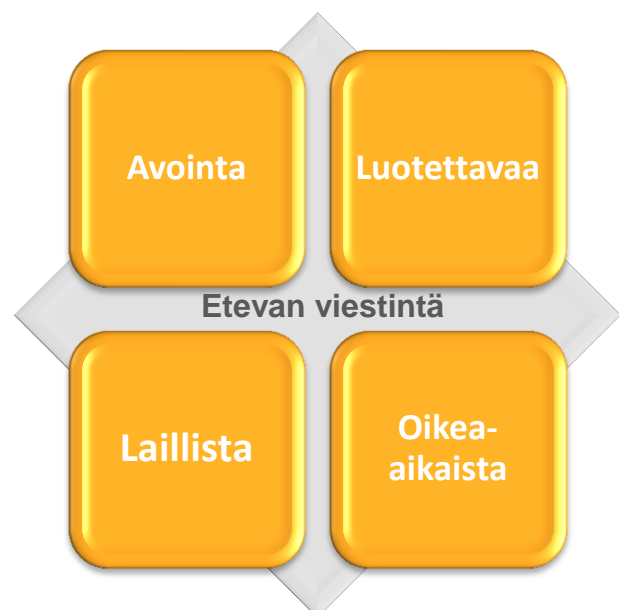 Avointa
Luotettavaa
Etevan viestintä
Laillista
Oikea-
aikaista